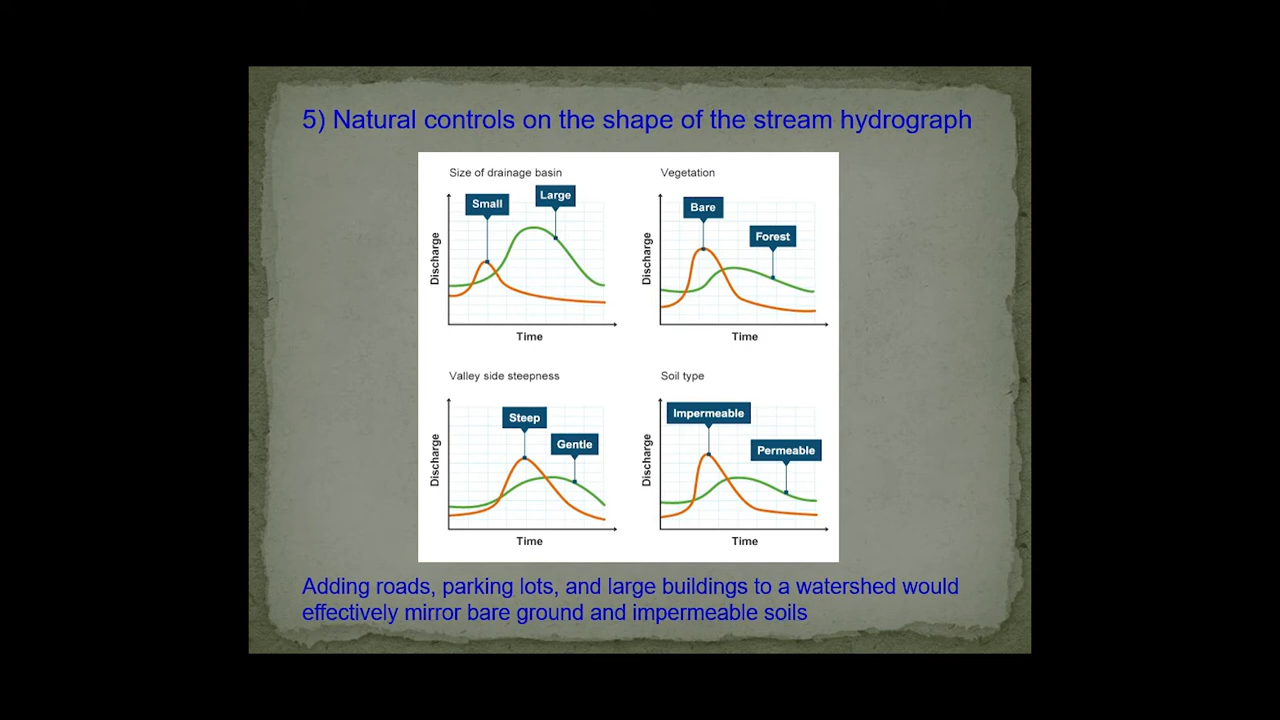 5) Natural controls on the shape of the stream hydrograph
Size of drainage basin
Small
Large
Discharge
Time
Vegetation
Bare
Forest
Discharge
Time
Valley side steepness
Steep
Gentle
Discharge
Time
Soil type
Impermeable
Permeable
Discharge
Time
Adding roads, parking lots, and large buildings to a watershed would
effectively mirror bare ground and impermeable soils